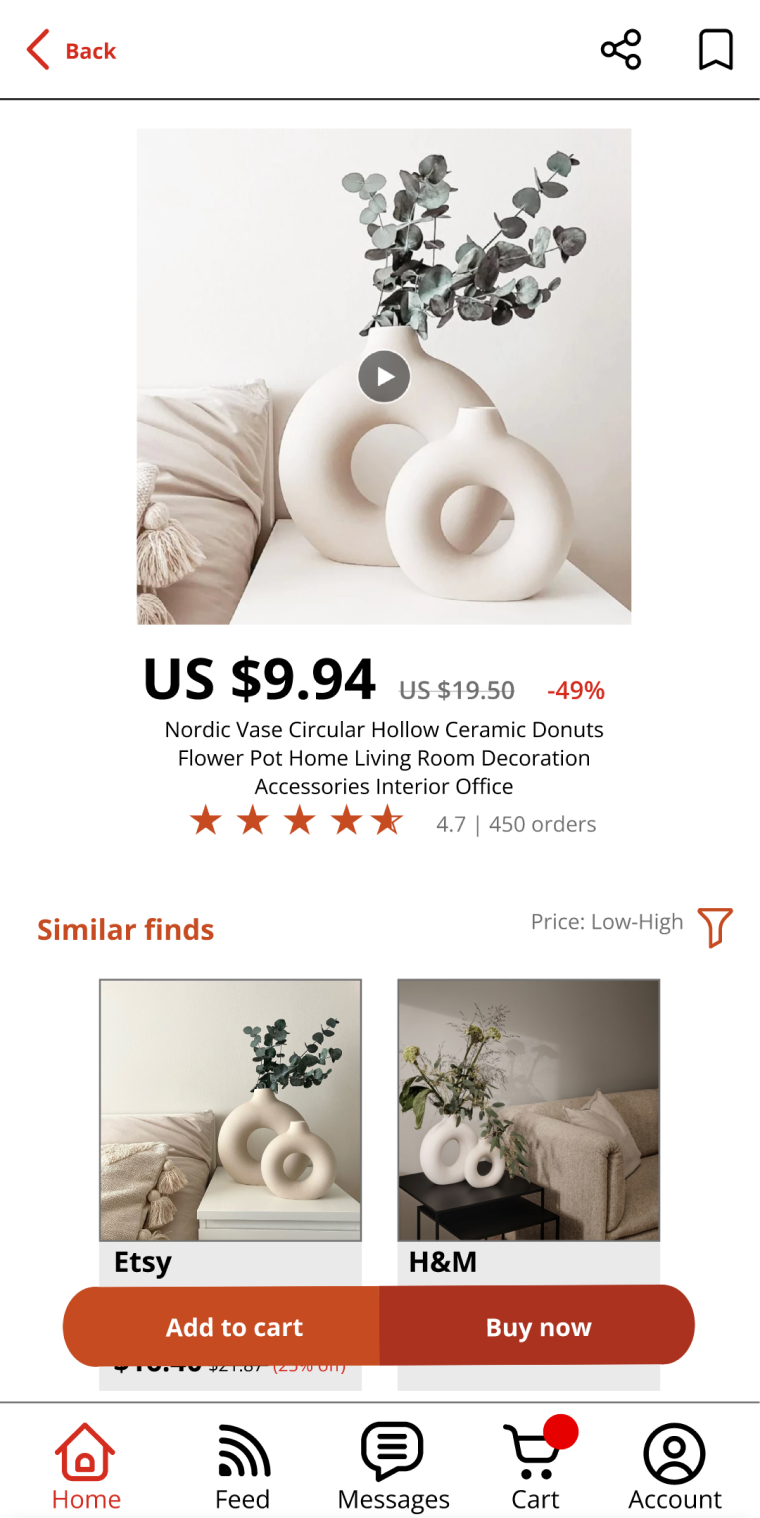 Back
US $9.94 US $19.50 -49%
Nordic Vase Circular Hollow Ceramic Donuts
Flower Pot Home Living Room Decoration
Accessories Interior Office
4.7 | 450 orders
Similar finds
Price: Low-High
Etsy
H&M
Add to cart
Buy now
$21.87 (25% off)
Home
Feed
Messages
Cart
Account